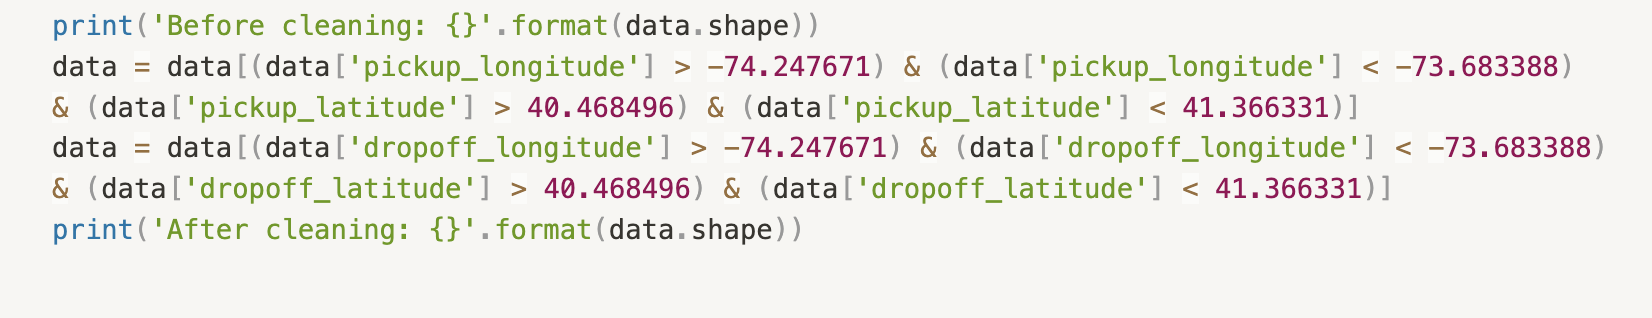 print('Before cleaning: {}'.format(data.shape))
data = data[(data['pickup_longitude'] > -74.247671) & (data['pickup_longitude'] < -73.683388)
& (data['pickup_latitude'] > 40.468496) & (data['pickup_latitude'] < 41.366331)]
data = data[(data['dropoff_longitude'] > -74.247671) & (data['dropoff_longitude'] < -73.683388)
& (data['dropoff_latitude'] > 40.468496) & (data['dropoff_latitude'] < 41.366331)]
print('After cleaning: {}'.format(data.shape))